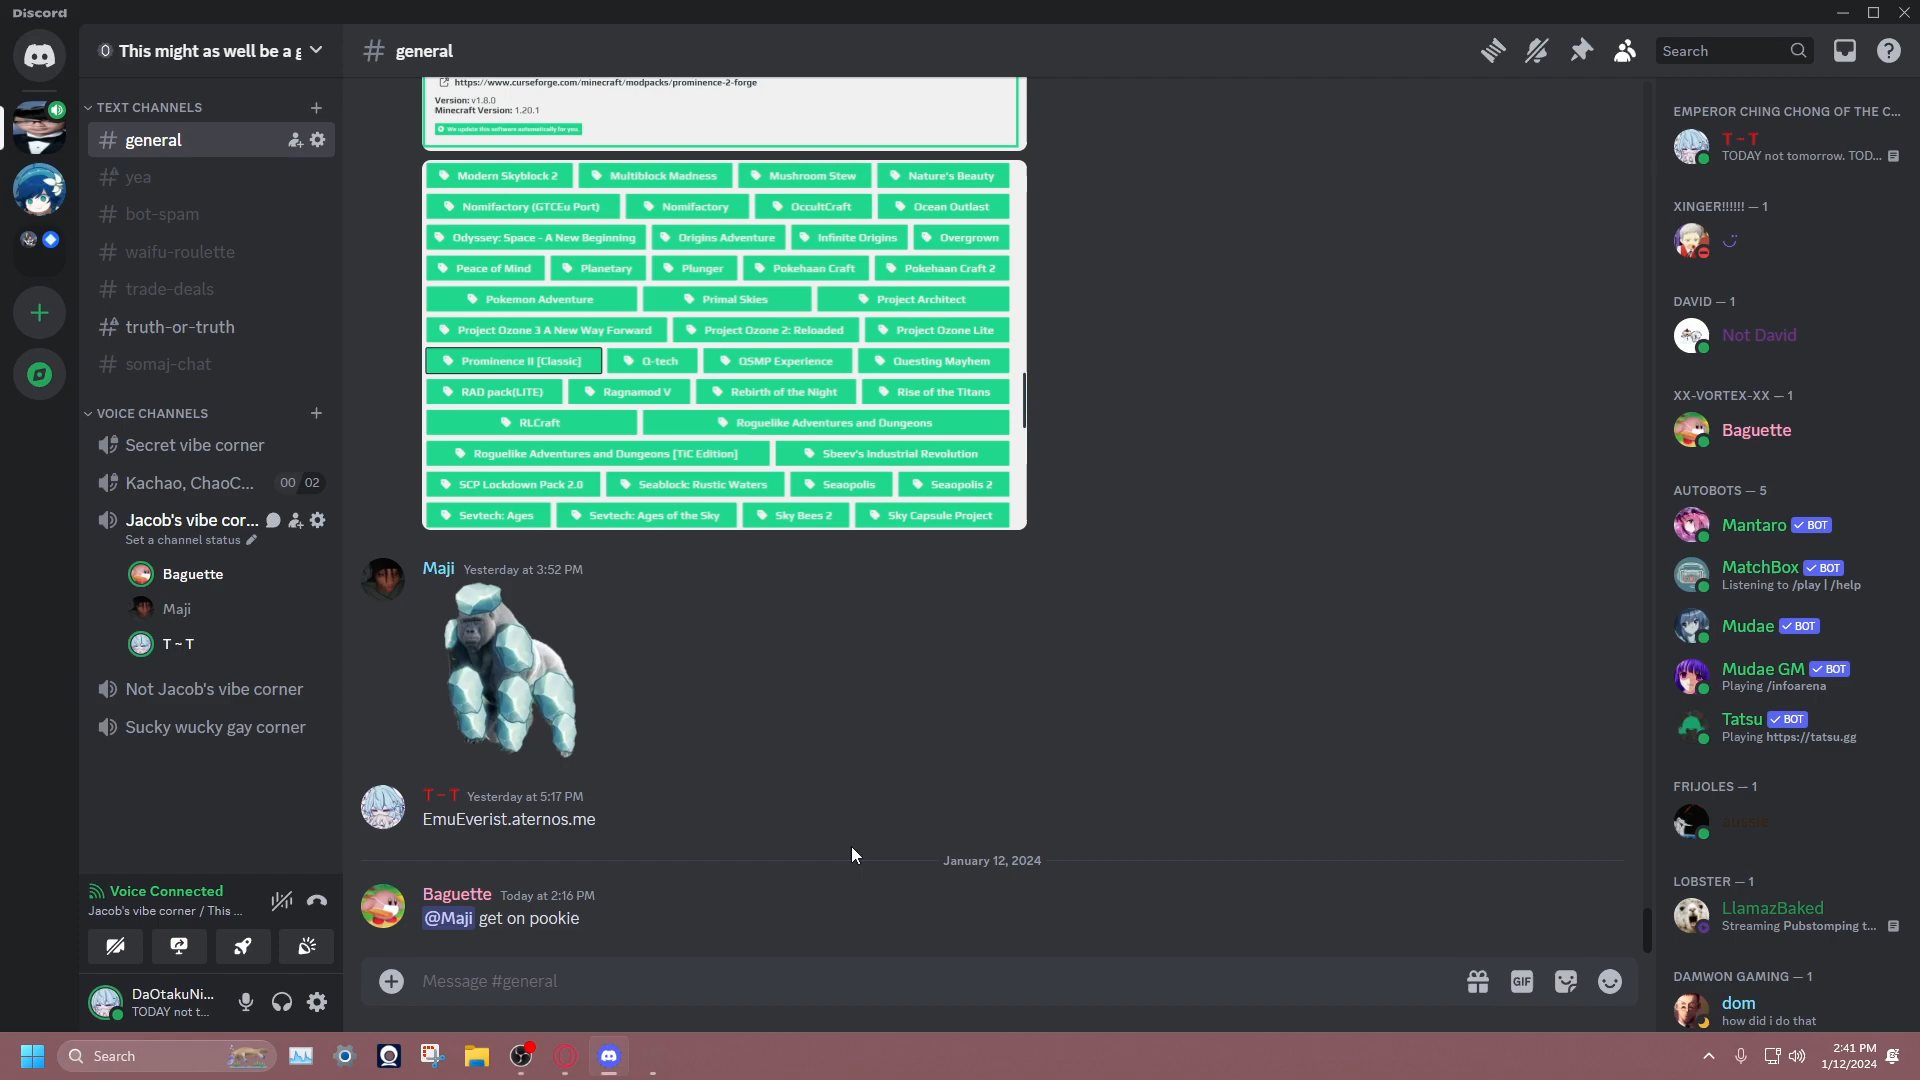 Discord
This might as well be a g
general
Search
TEXT CHANNELS
general
yea
bot-spam
waifu-roulette
trade-deals
truth-or-truth
somaj-chat
VOICE CHANNELS
Secret vibe corner
Kachao, ChaoC... 00 02
Jacob's vibe cor...
Set a channel status
Baguette
Maji
T ~ T
Not Jacob's vibe corner
Sucky wucky gay corner
Voice Connected
Jacob's vibe corner / This ...
DaOtakuNi...
TODAY not t...
https://www.curseforge.com/minecraft/modpacks/prominence-2-forge
Version: v1.8.0
Minecraft Version: 1.20.1
We update this software automatically for you.
Modern Skyblock 2 Multiblock Madness Mushroom Stew Nature's Beauty
Nomifactory (GTCEu Port) Nomifactory OccultCraft Ocean Outlast
Odyssey: Space - A New Beginning Origins Adventure Infinite Origins Overgrown
Peace of Mind Planetary Plunger Pokehaan Craft Pokehaan Craft 2
Pokemon Adventure Primal Skies Project Architect
Project Ozone 3 A New Way Forward Project Ozone 2: Reloaded Project Ozone Lite
Prominence II [Classic] Q-tech QSMP Experience Questing Mayhem
RAD pack(LITE) Ragnamod V Rebirth of the Night Rise of the Titans
RLCraft Roguelike Adventures and Dungeons
Roguelike Adventures and Dungeons [TIC Edition] Sbeev's Industrial Revolution
SCP Lockdown Pack 2.0 Seablock: Rustic Waters Seaopolis Seaopolis 2
Sevtech: Ages Sevtech: Ages of the Sky Sky Bees 2 Sky Capsule Project
Maji Yesterday at 3:52 PM
T ~ T Yesterday at 5:17 PM
EmuEverist.aternos.me
January 12, 2024
Baguette Today at 2:16 PM
@Maji get on pookie
Message #general
GIF
EMPEROR CHING CHONG OF THE C...
T ~ T
TODAY not tomorrow. TOD...
XINGER!!!!!! — 1
DAVID — 1
Not David
XX-VORTEX-XX — 1
Baguette
AUTOBOTS — 5
Mantaro BOT
MatchBox BOT
Listening to /play | /help
Mudae BOT
Mudae GM BOT
Playing /infoarena
Tatsu BOT
Playing https://tatsu.gg
FRIJOLES — 1
aussie
LOBSTER — 1
LlamazBaked
Streaming Pubstomping t...
DAMWON GAMING — 1
dom
how did i do that
Search
2:41 PM
1/12/2024